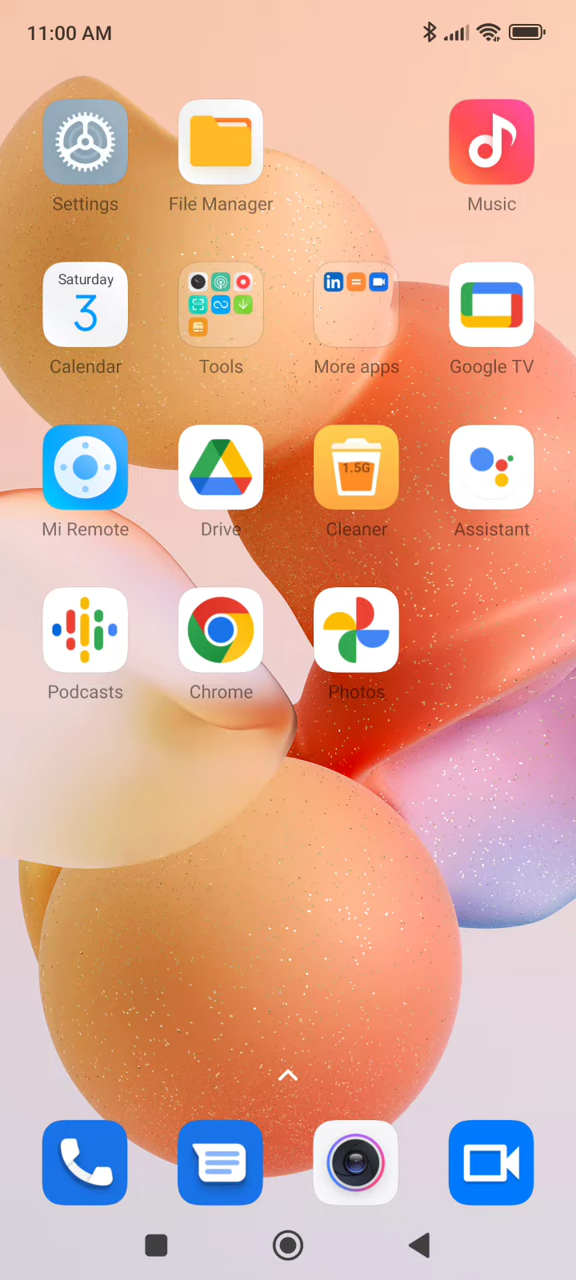 11:00 AM
Settings
File Manager
Music
Saturday
3
Calendar
in
Tools
More apps
Google TV
1.5G
Mi Remote
Drive
Cleaner
Assistant
Podcasts
Chrome
Photos